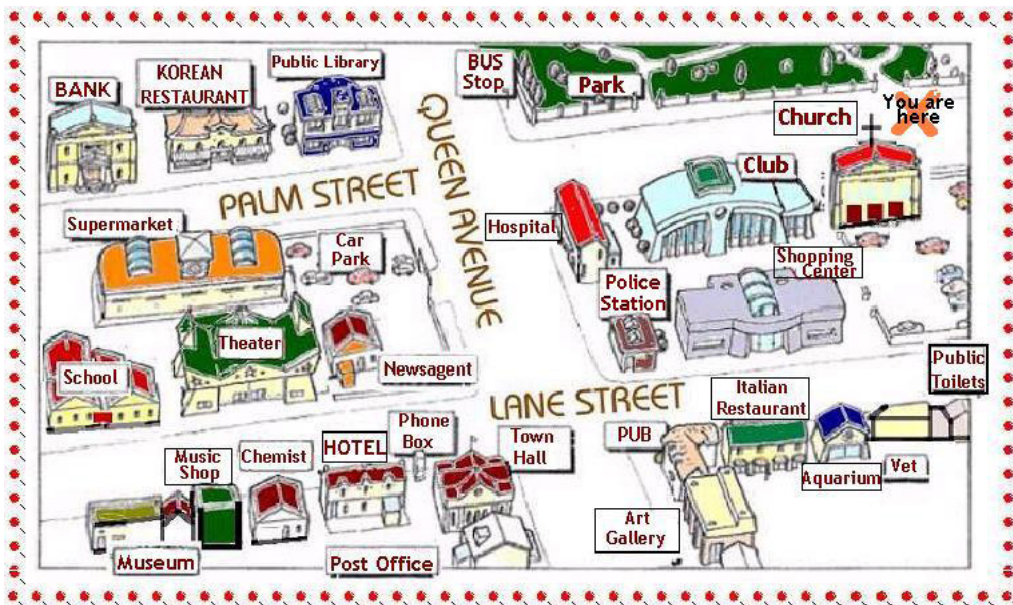 BANK
KOREAN
RESTAURANT
Public Library
BUS
Stop
Park
Church
You are
here
QUEEN AVENUE
PALM STREET
Supermarket
Car
Park
Hospital
Club
Shopping
Center
Police
Station
School
Theater
Newsagent
LANE STREET
Public
Toilets
Italian
Restaurant
PUB
Phone
Box
Town
Hall
HOTEL
Chemist
Music
Shop
Aquarium
Vet
Art
Gallery
Museum
Post Office